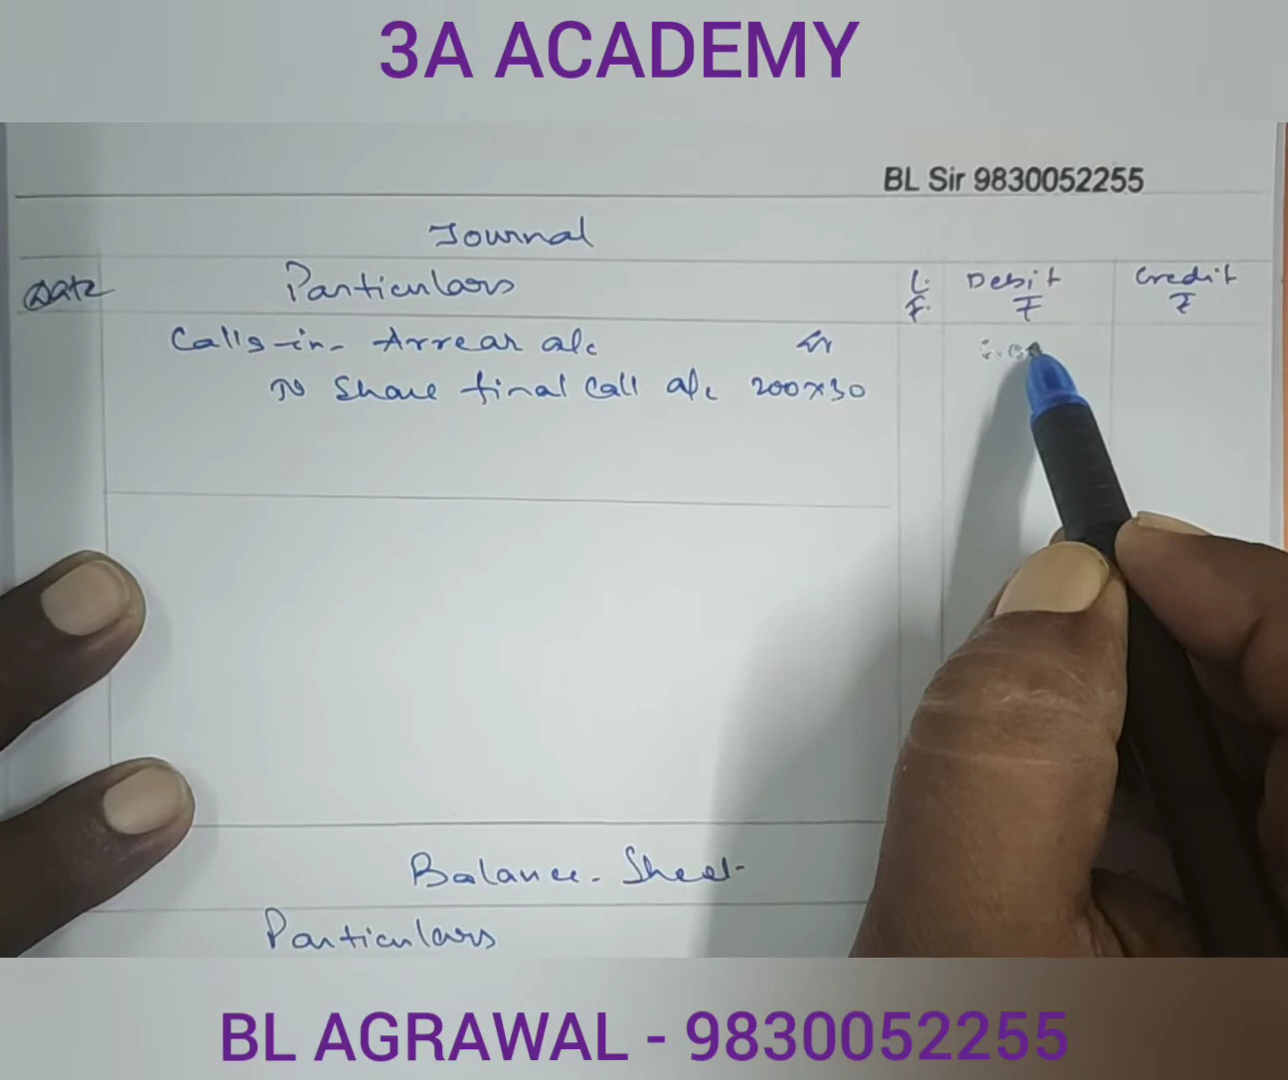 3A ACADEMY
BL Sir 9830052255
Journal
Date Particulars L.F. Debit ₹ Credit ₹
Calls-in-Arrear a/c Dr
To Share final Call a/c 200x30
Balance-Sheet
Particulars
BL AGRAWAL - 9830052255